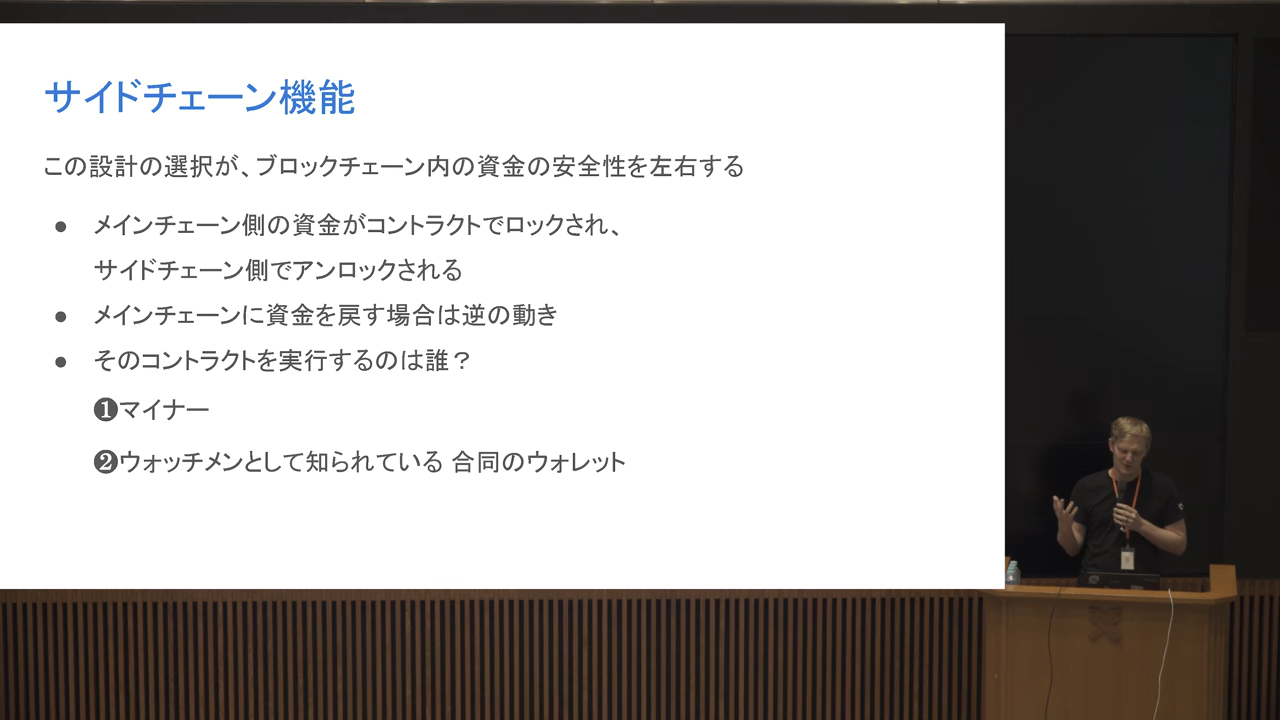 サイドチェーン機能
この設計の選択が、ブロックチェーン内の資金の安全性を左右する
● メインチェーン側の資金がコントラクトでロックされ、
サイドチェーン側でアンロックされる
● メインチェーンに資金を戻す場合は逆の動き
● そのコントラクトを実行するのは誰？
❶マイナー
❷ウォッチメンとして知られている 合同のウォレット